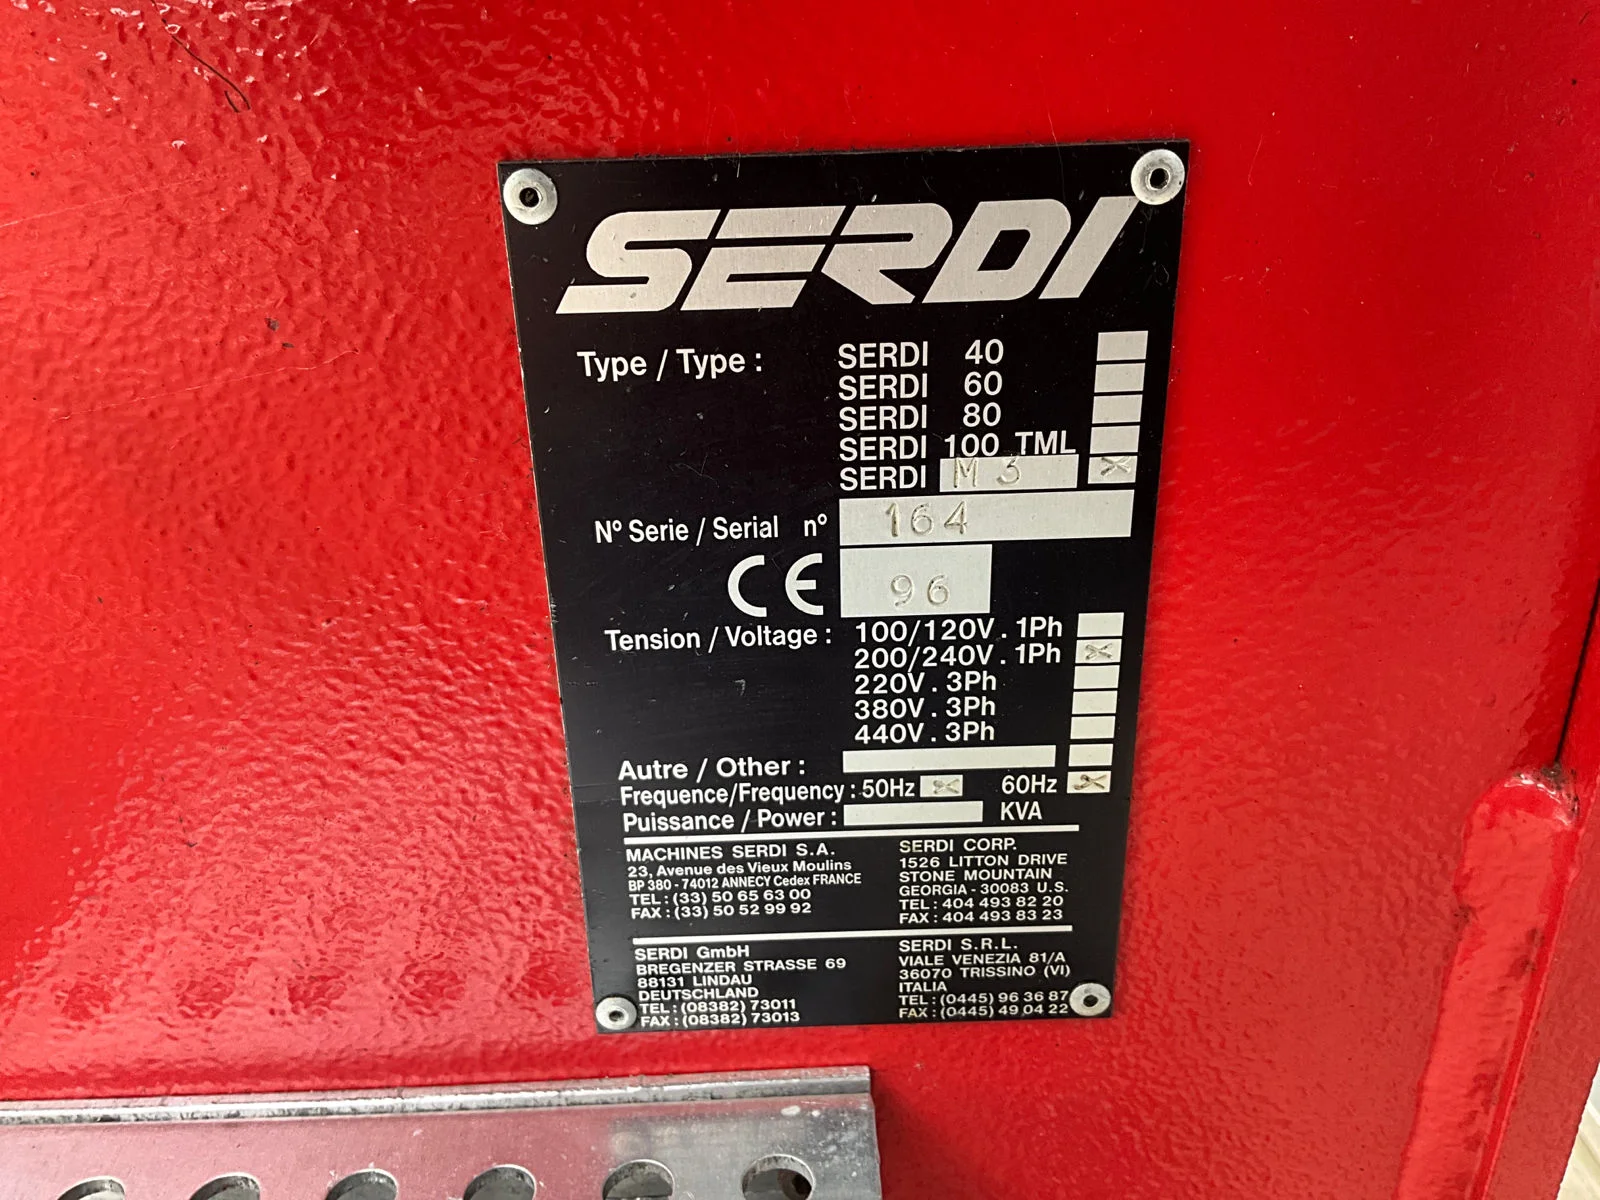 SERDI
Type / Type : SERDI 40
SERDI 60
SERDI 80
SERDI 100 TML
SERDI M 3 X
Nº Serie / Serial nº 164
CE 96
Tension / Voltage : 100/120V . 1Ph
200/240V . 1Ph X
220V . 3Ph
380V . 3Ph
440V . 3Ph
Autre / Other :
Frequence/Frequency : 50Hz X 60Hz X
Puissance / Power : KVA
MACHINES SERDI S.A.
23, Avenue des Vieux Moulins
BP 380 - 74012 ANNECY Cedex FRANCE
TEL : (33) 50 65 63 00
FAX : (33) 50 52 99 92
SERDI CORP.
1526 LITTON DRIVE
STONE MOUNTAIN
GEORGIA - 30083 U.S.
TEL : 404 493 82 20
FAX : 404 493 83 23
SERDI GmbH
BREGENZER STRASSE 69
88131 LINDAU
DEUTSCHLAND
TEL : (08382) 73011
FAX : (08382) 73013
SERDI S.R.L.
VIALE VENEZIA 81/A
36070 TRISSINO (VI)
ITALIA
TEL : (0445) 96 36 87
FAX : (0445) 49 04 22